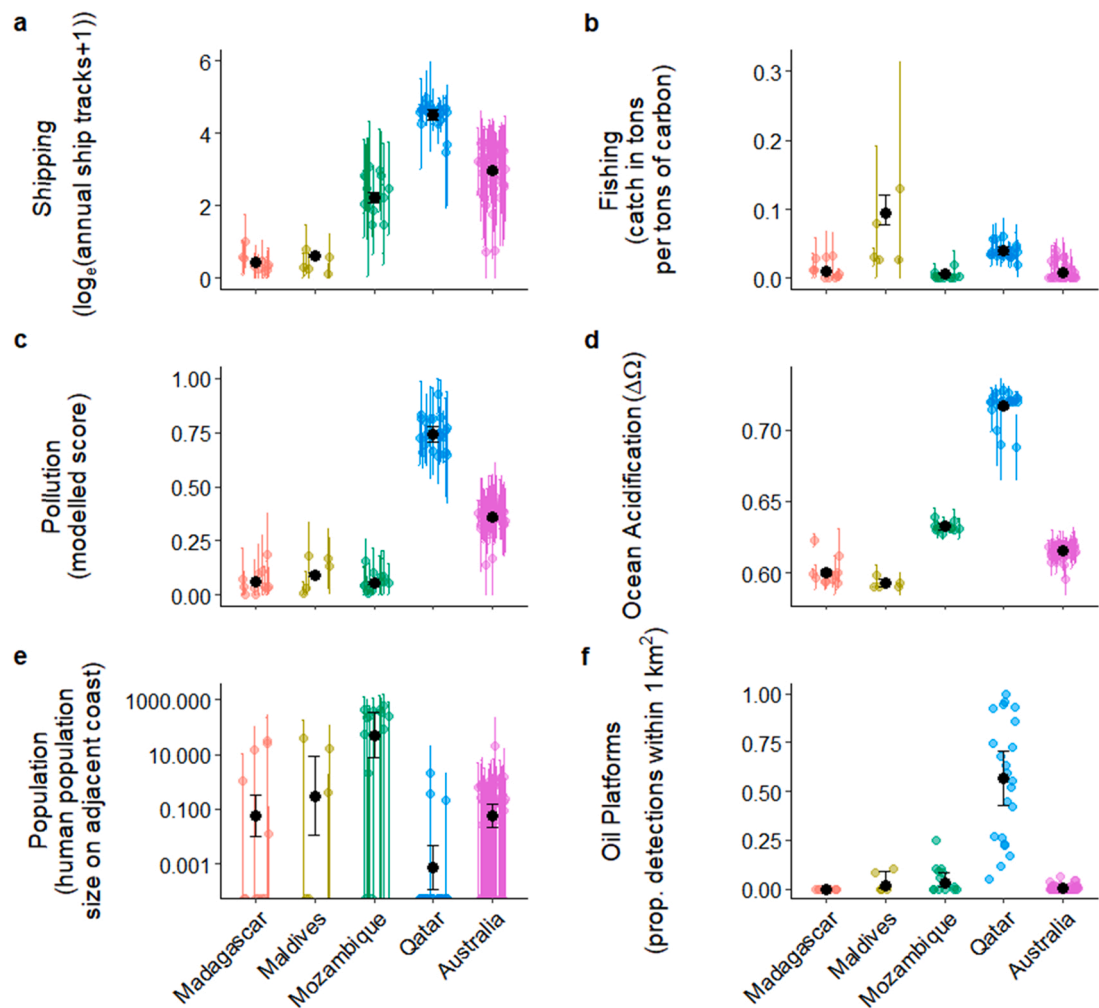 a
Shipping
(logₑ(annual ship tracks+1))
6
4
2
0
b
Fishing
(catch in tons
per tons of carbon)
0.3
0.2
0.1
0.0
c
Pollution
(modelled score)
1.00
0.75
0.50
0.25
0.00
d
Ocean Acidification (ΔΩ)
0.70
0.65
0.60
e
Population
(human population
size on adjacent coast)
1000.000
10.000
0.100
0.001
Madagascar
Maldives
Mozambique
Qatar
Australia
f
Oil Platforms
(prop. detections within 1 km²)
1.00
0.75
0.50
0.25
0.00
Madagascar
Maldives
Mozambique
Qatar
Australia